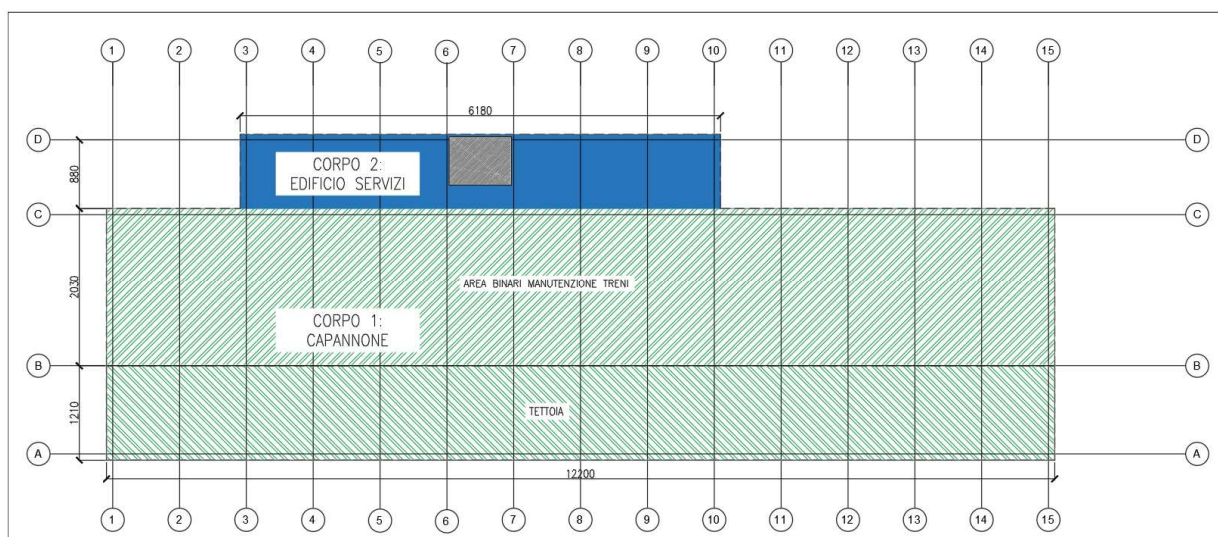 1 2 3 4 5 6 7 8 9 10 11 12 13 14 15
6180
D D
880
CORPO 2:
EDIFICIO SERVIZI
C C
2030
AREA BINARI MANUTENZIONE TRENI
CORPO 1:
CAPANNONE
B B
1210
TETTOIA
A A
12200
1 2 3 4 5 6 7 8 9 10 11 12 13 14 15